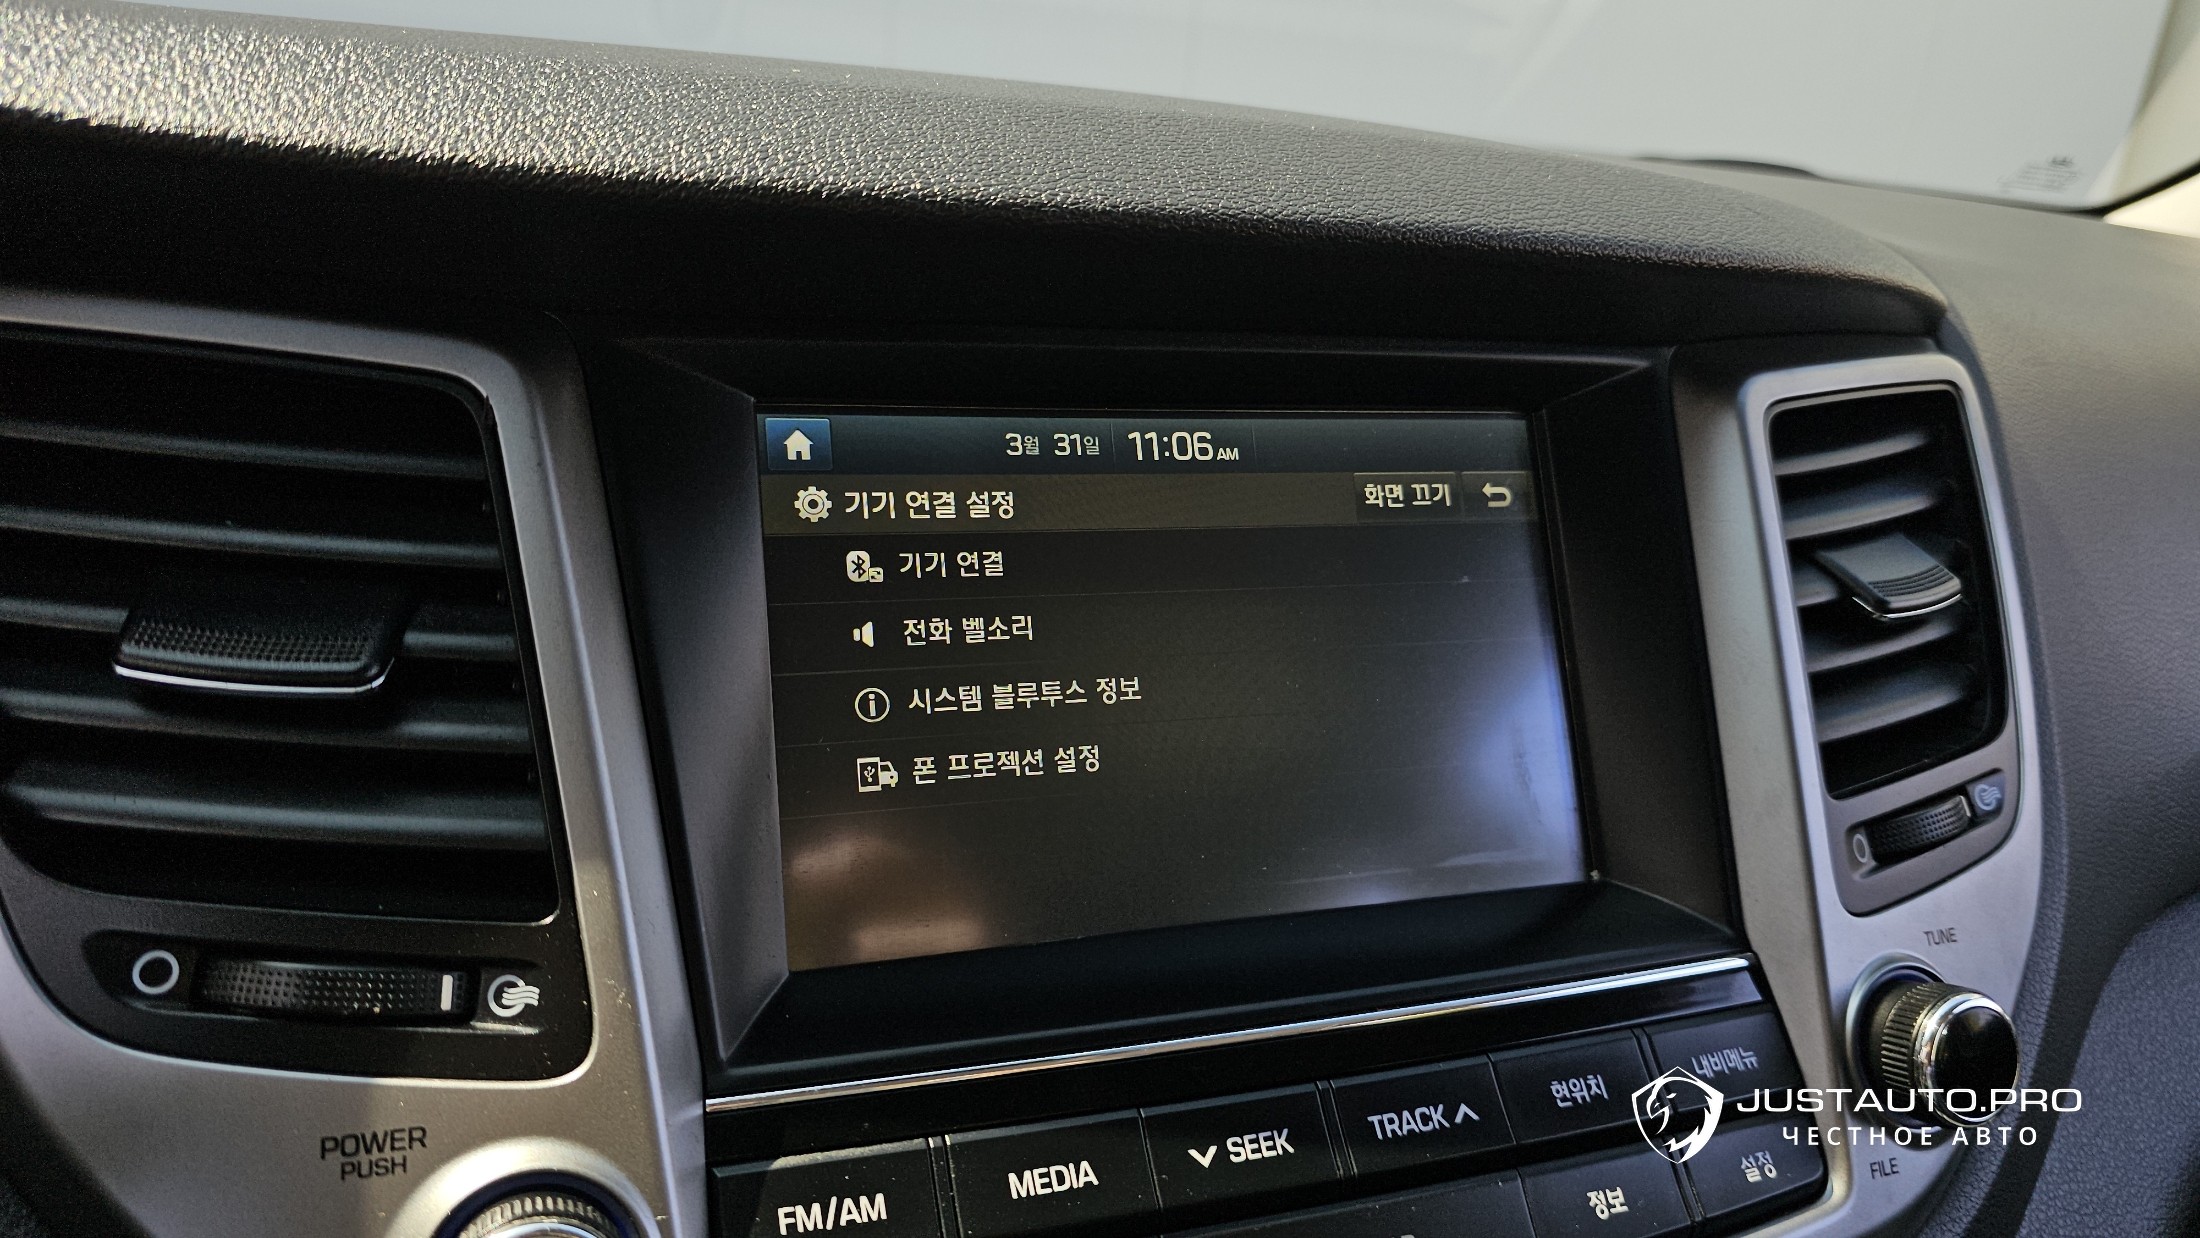 3월 31일 11:06 AM
기기 연결 설정 화면 끄기
기기 연결
전화 벨소리
시스템 블루투스 정보
폰 프로젝션 설정
TUNE
POWER
PUSH
FM/AM
MEDIA
SEEK
TRACK
현위치
내비메뉴
정보
설정
FILE
JUSTAUTO.PRO
ЧЕСТНОЕ АВТО